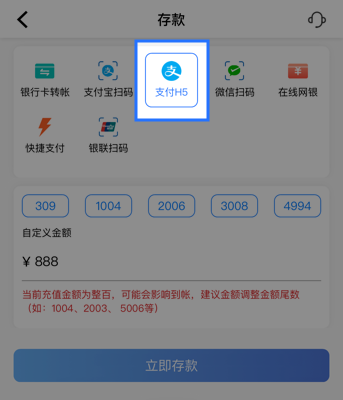 存款
银行卡转帐 支付宝扫码 支付H5 微信扫码 在线网银
快捷支付 银联扫码
309 1004 2006 3008 4994
自定义金额
¥ 888
当前充值金额为整百，可能会影响到帐，建议金额调整金额尾数
（如：1004、2003、 5006等）
立即存款